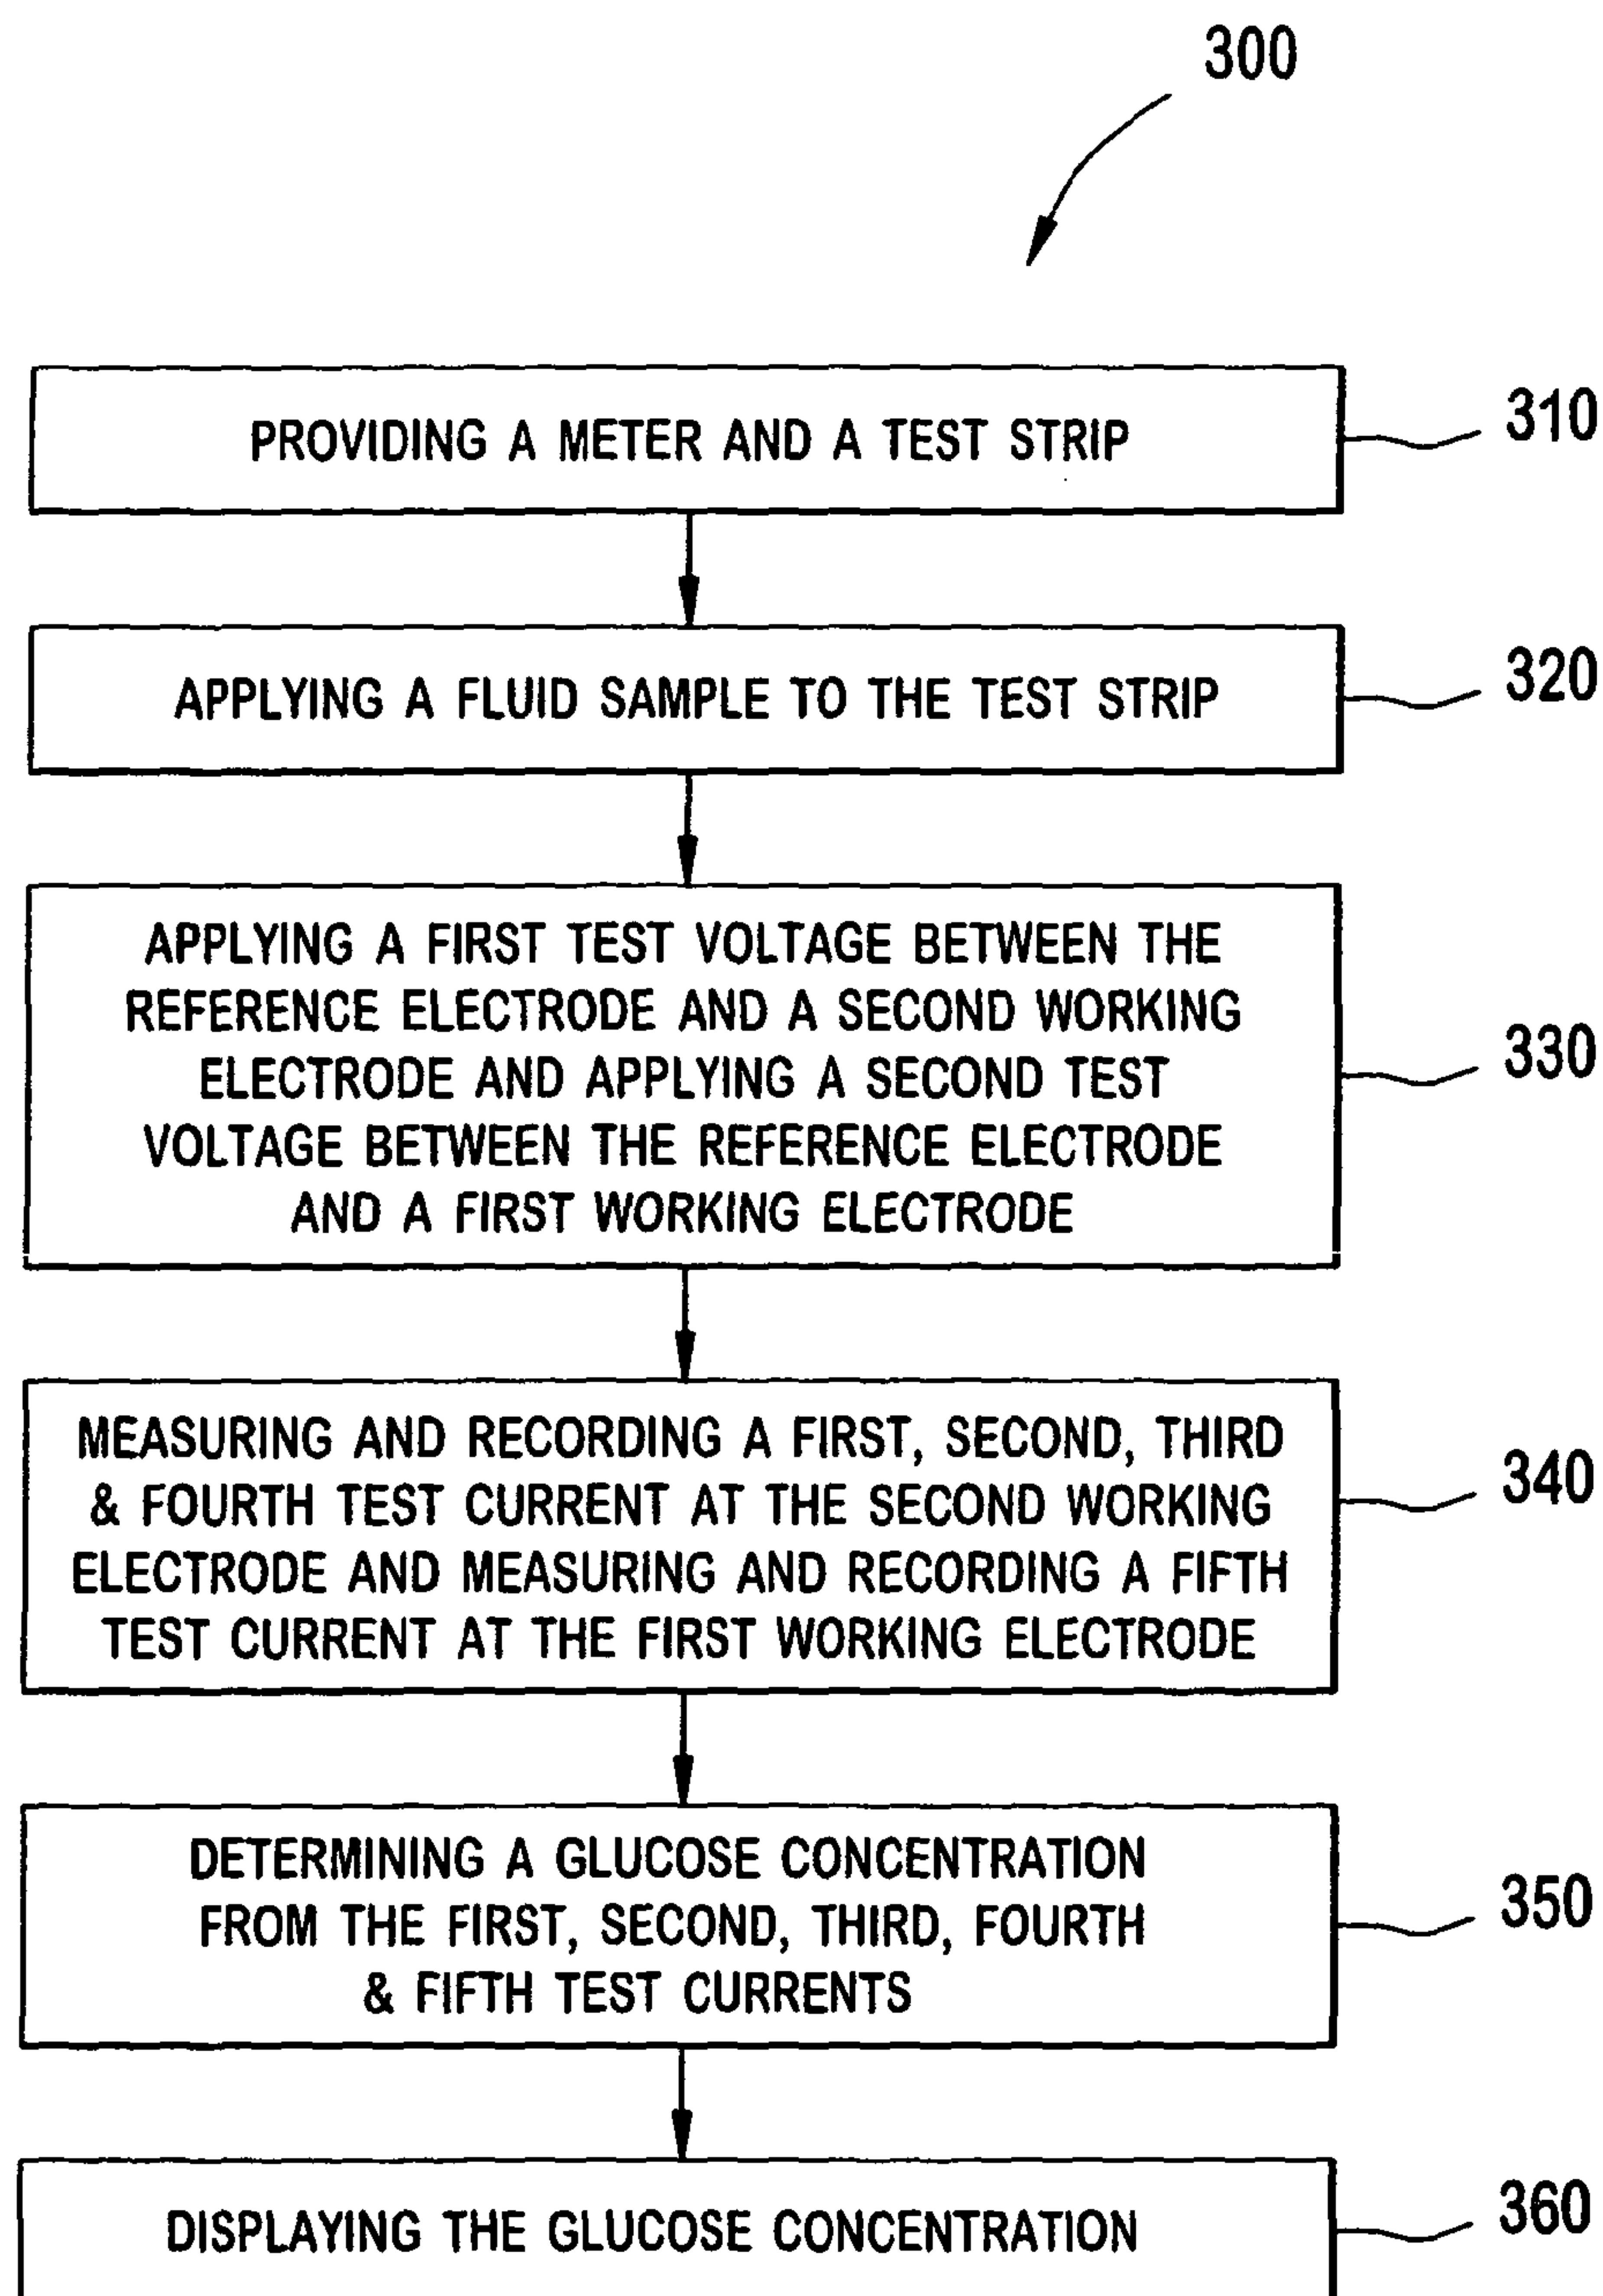 300
PROVIDING A METER AND A TEST STRIP
310
APPLYING A FLUID SAMPLE TO THE TEST STRIP
320
APPLYING A FIRST TEST VOLTAGE BETWEEN THE
REFERENCE ELECTRODE AND A SECOND WORKING
ELECTRODE AND APPLYING A SECOND TEST
VOLTAGE BETWEEN THE REFERENCE ELECTRODE
AND A FIRST WORKING ELECTRODE
330
MEASURING AND RECORDING A FIRST, SECOND, THIRD
& FOURTH TEST CURRENT AT THE SECOND WORKING
ELECTRODE AND MEASURING AND RECORDING A FIFTH
TEST CURRENT AT THE FIRST WORKING ELECTRODE
340
DETERMINING A GLUCOSE CONCENTRATION
FROM THE FIRST, SECOND, THIRD, FOURTH
& FIFTH TEST CURRENTS
350
DISPLAYING THE GLUCOSE CONCENTRATION
360